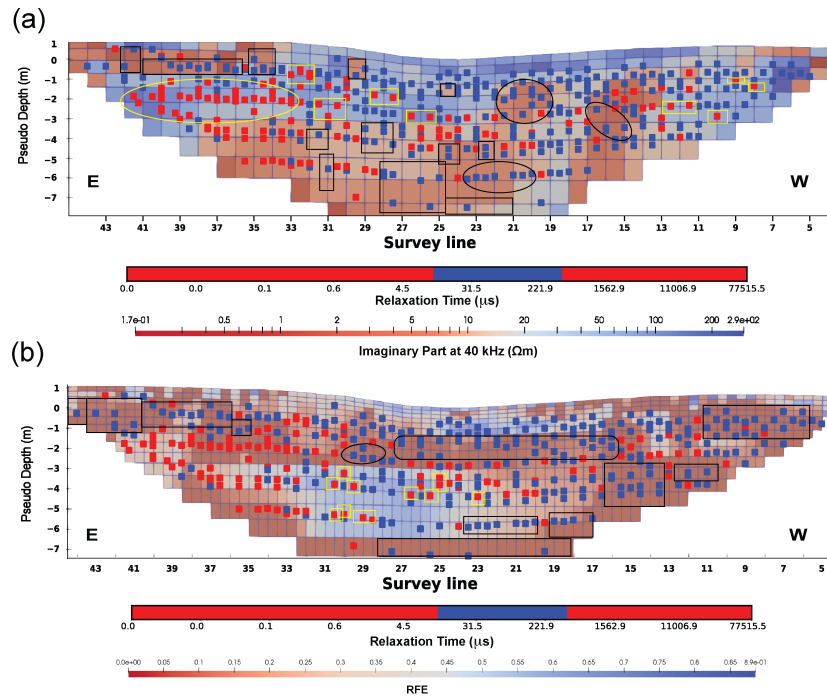 (a)
1
0
−1
−2
−3
−4
−5
−6
−7
Pseudo Depth (m)
E
W
43 41 39 37 35 33 31 29 27 25 23 21 19 17 15 13 11 9 7 5
Survey line
0.0 0.0 0.1 0.6 4.5 31.5 221.9 1562.9 11006.9 77515.5
Relaxation Time (μs)
1.7e-01 0.5 1 2 5 10 20 50 100 200 2.9e+02
Imaginary Part at 40 kHz (Ωm)
(b)
1
0
−1
−2
−3
−4
−5
−6
−7
Pseudo Depth (m)
E
W
43 41 39 37 35 33 31 29 27 25 23 21 19 17 15 13 11 9 7 5
Survey line
0.0 0.0 0.1 0.6 4.5 31.5 221.9 1562.9 11006.9 77515.5
Relaxation Time (μs)
0.0e+00 0.05 0.1 0.15 0.2 0.25 0.3 0.35 0.4 0.45 0.5 0.55 0.6 0.65 0.7 0.75 0.8 0.85 8.9e-01
RFE